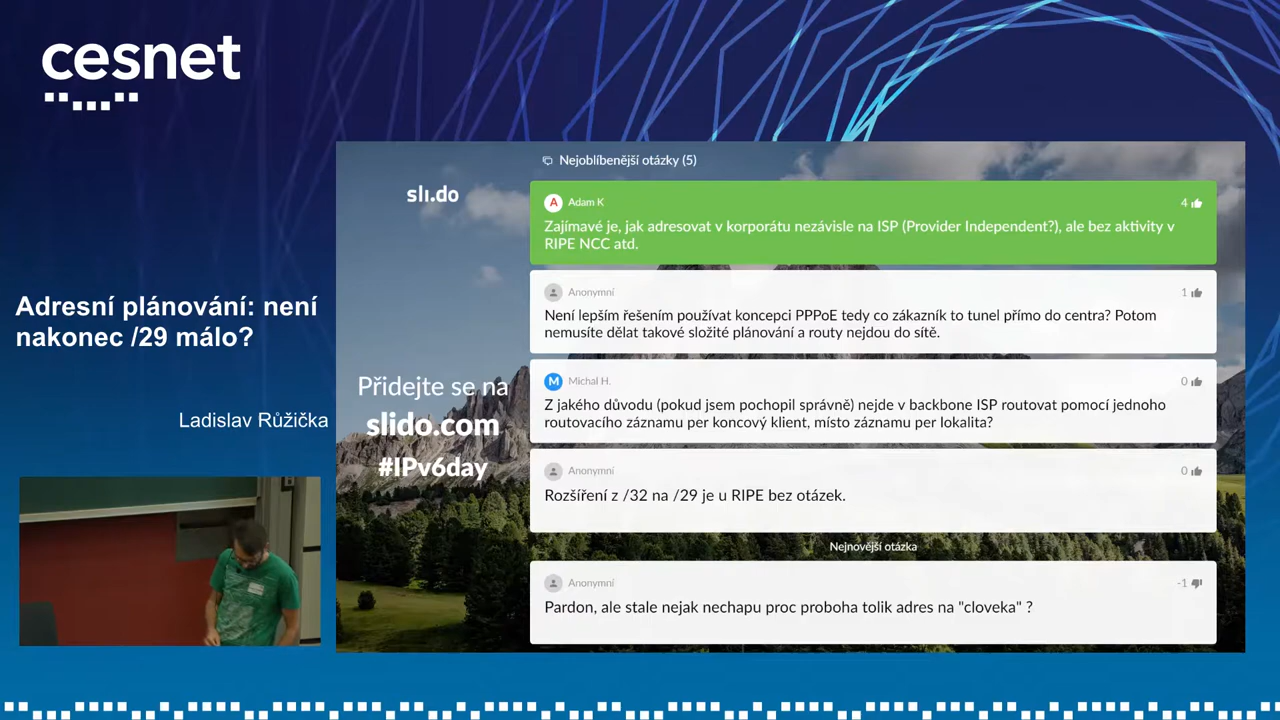 cesnet
Adresní plánování: není
nakonec /29 málo?
Ladislav Růžička
sli.do
Přidejte se na
slido.com
#IPv6day
Nejoblíbenější otázky (5)
A Adam K 4
Zajímavé je, jak adresovat v korporátu nezávisle na ISP (Provider Independent?), ale bez aktivity v
RIPE NCC atd.
Anonymní 1
Není lepším řešením používat koncepci PPPoE tedy co zákazník to tunel přímo do centra? Potom
nemusíte dělat takové složité plánování a routy nejdou do sítě.
M Michal H. 0
Z jakého důvodu (pokud jsem pochopil správně) nejde v backbone ISP routovat pomocí jednoho
routovacího záznamu per koncový klient, místo záznamu per lokalita?
Anonymní 0
Rozšíření z /32 na /29 je u RIPE bez otázek.
Nejnovější otázka
Anonymní -1
Pardon, ale stale nejak nechapu proc proboha tolik adres na "cloveka" ?